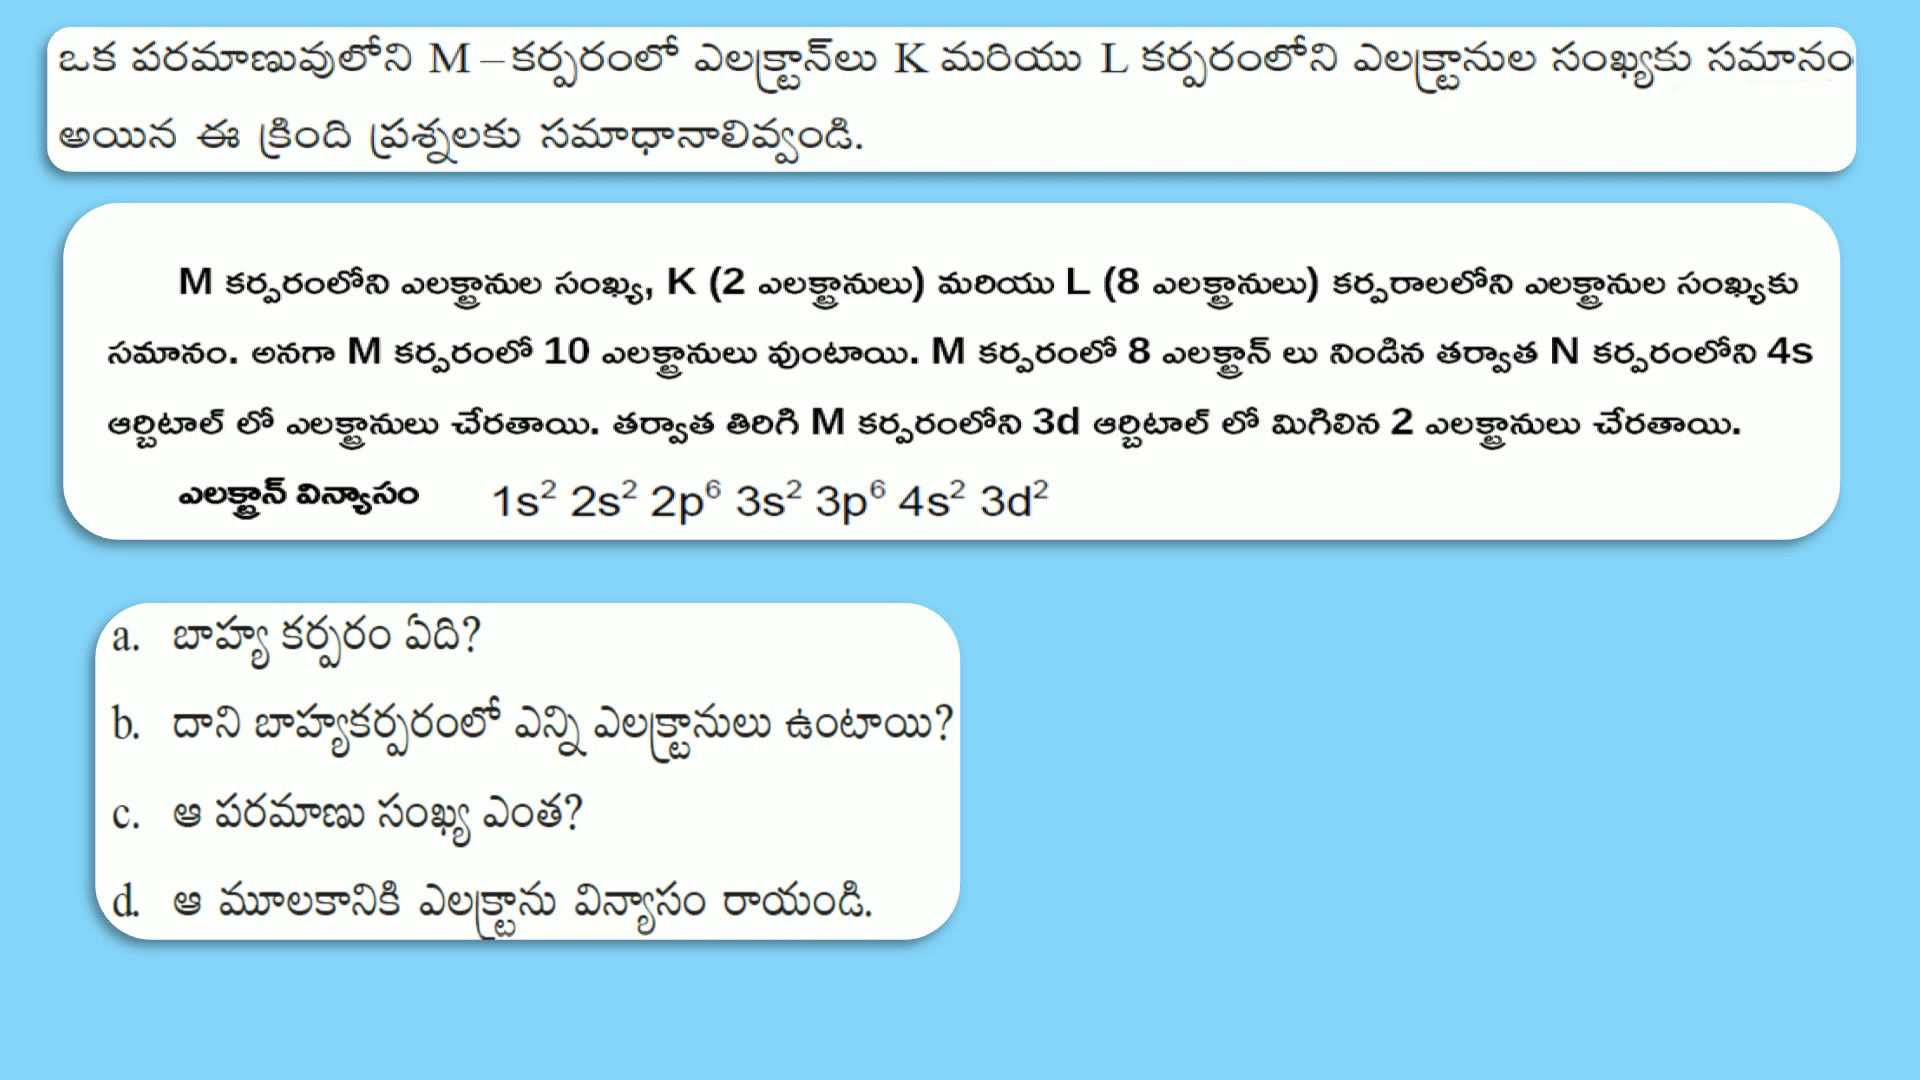 ఒక పరమాణువులోని M – కర్పరంలో ఎలక్ట్రాన్‌లు K మరియు L కర్పరంలోని ఎలక్ట్రానుల సంఖ్యకు సమానం
అయిన ఈ క్రింది ప్రశ్నలకు సమాధానాలివ్వండి.
M కర్పరంలోని ఎలక్ట్రానుల సంఖ్య, K (2 ఎలక్ట్రానులు) మరియు L (8 ఎలక్ట్రానులు) కర్పరాలలోని ఎలక్ట్రానుల సంఖ్యకు
సమానం. అనగా M కర్పరంలో 10 ఎలక్ట్రానులు వుంటాయి. M కర్పరంలో 8 ఎలక్ట్రాన్ లు నిండిన తర్వాత N కర్పరంలోని 4s
ఆర్బిటాల్ లో ఎలక్ట్రానులు చేరతాయి. తర్వాత తిరిగి M కర్పరంలోని 3d ఆర్బిటాల్ లో మిగిలిన 2 ఎలక్ట్రానులు చేరతాయి.
ఎలక్ట్రాన్ విన్యాసం 1s² 2s² 2p⁶ 3s² 3p⁶ 4s² 3d²
a. బాహ్య కర్పరం ఏది?
b. దాని బాహ్యకర్పరంలో ఎన్ని ఎలక్ట్రానులు ఉంటాయి?
c. ఆ పరమాణు సంఖ్య ఎంత?
d. ఆ మూలకానికి ఎలక్ట్రాను విన్యాసం రాయండి.